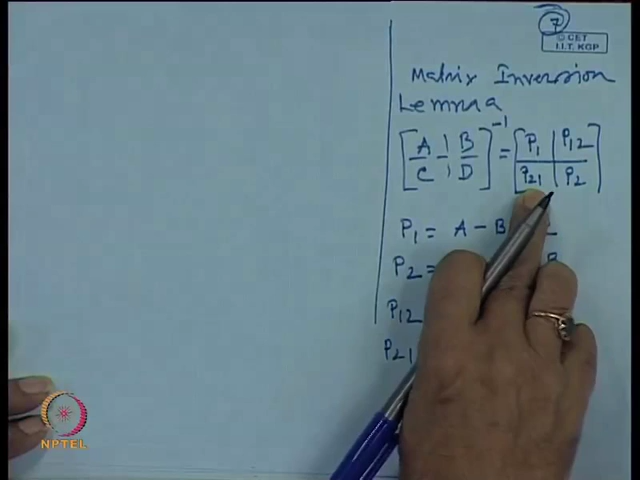 7
© CET
I.I.T. KGP
Matrix Inversion
Lemma
[A | B / C | D]⁻¹ = [P₁ | P₁₂ / P₂₁ | P₂]
P₁ = A - B
P₂ = B
P₁₂
P₂₁
NPTEL